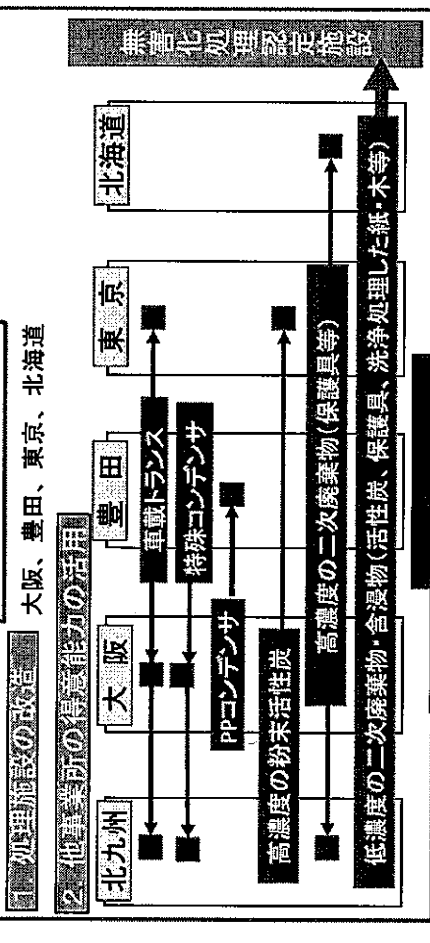 1. 処理施設の改造
大阪、豊田、東京、北海道
2. 他事業所の得意能力の活用
北九州
大阪
豊田
東京
北海道
無害化処理認定施設
車載トランス
特殊コンデンサ
PPコンデンサ
高濃度の粉末活性炭
高濃度の二次廃棄物(保護具等)
低濃度の二次廃棄物・含浸物(活性炭、保護具、洗浄処理した紙・木等)